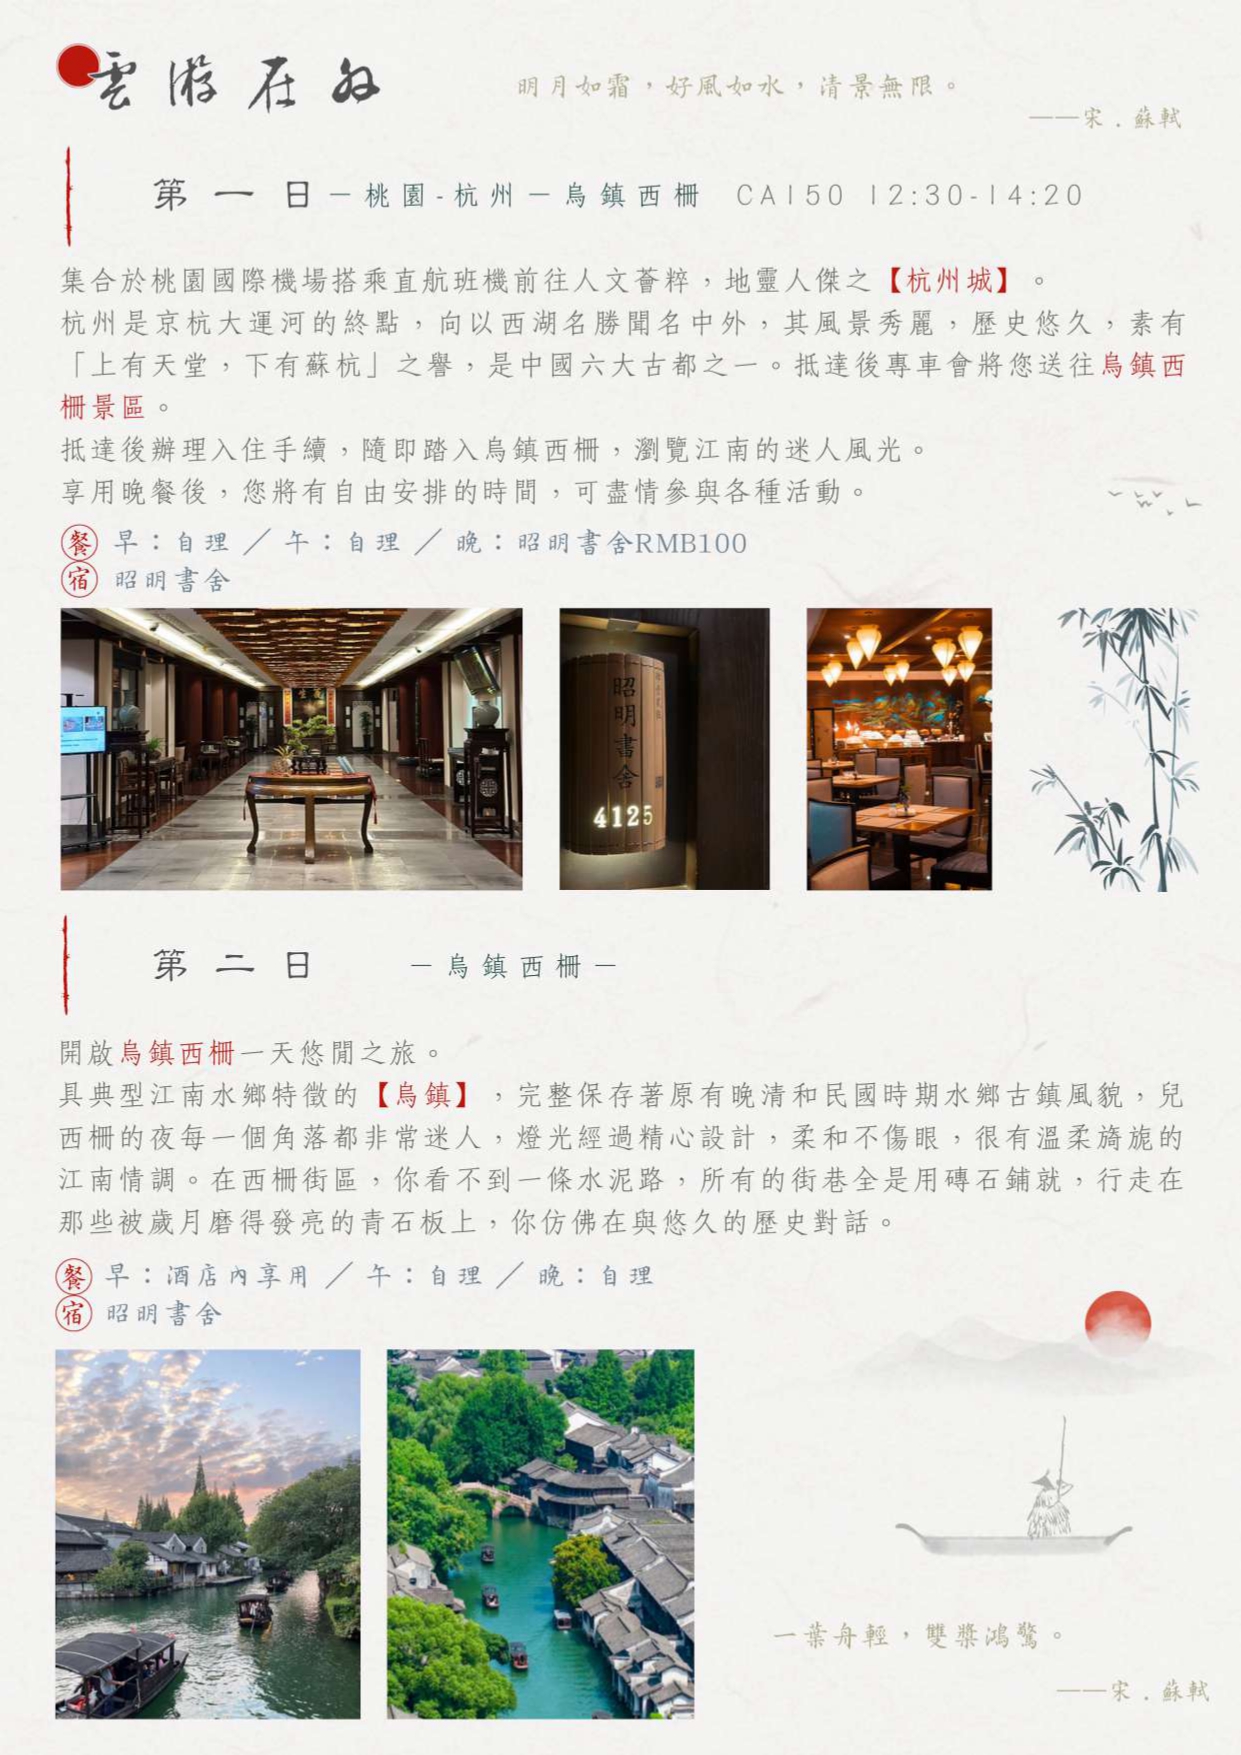 雲游在外
明月如霜，好風如水，清景無限。
——宋．蘇軾
第一日－桃園-杭州－烏鎮西柵 CA150 12:30-14:20
集合於桃園國際機場搭乘直航班機前往人文薈粹，地靈人傑之【杭州城】。
杭州是京杭大運河的終點，向以西湖名勝聞名中外，其風景秀麗，歷史悠久，素有
「上有天堂，下有蘇杭」之譽，是中國六大古都之一。抵達後專車會將您送往烏鎮西
柵景區。
抵達後辦理入住手續，隨即踏入烏鎮西柵，瀏覽江南的迷人風光。
享用晚餐後，您將有自由安排的時間，可盡情參與各種活動。
餐 早：自理 ／ 午：自理 ／ 晚：昭明書舍RMB100
宿 昭明書舍
昭明書舍
4125
第二日 －烏鎮西柵－
開啟烏鎮西柵一天悠閒之旅。
具典型江南水鄉特徵的【烏鎮】，完整保存著原有晚清和民國時期水鄉古鎮風貌，兒
西柵的夜每一個角落都非常迷人，燈光經過精心設計，柔和不傷眼，很有溫柔旖旎的
江南情調。在西柵街區，你看不到一條水泥路，所有的街巷全是用磚石鋪就，行走在
那些被歲月磨得發亮的青石板上，你仿佛在與悠久的歷史對話。
餐 早：酒店內享用 ／ 午：自理 ／ 晚：自理
宿 昭明書舍
一葉舟輕，雙槳鴻驚。
——宋．蘇軾